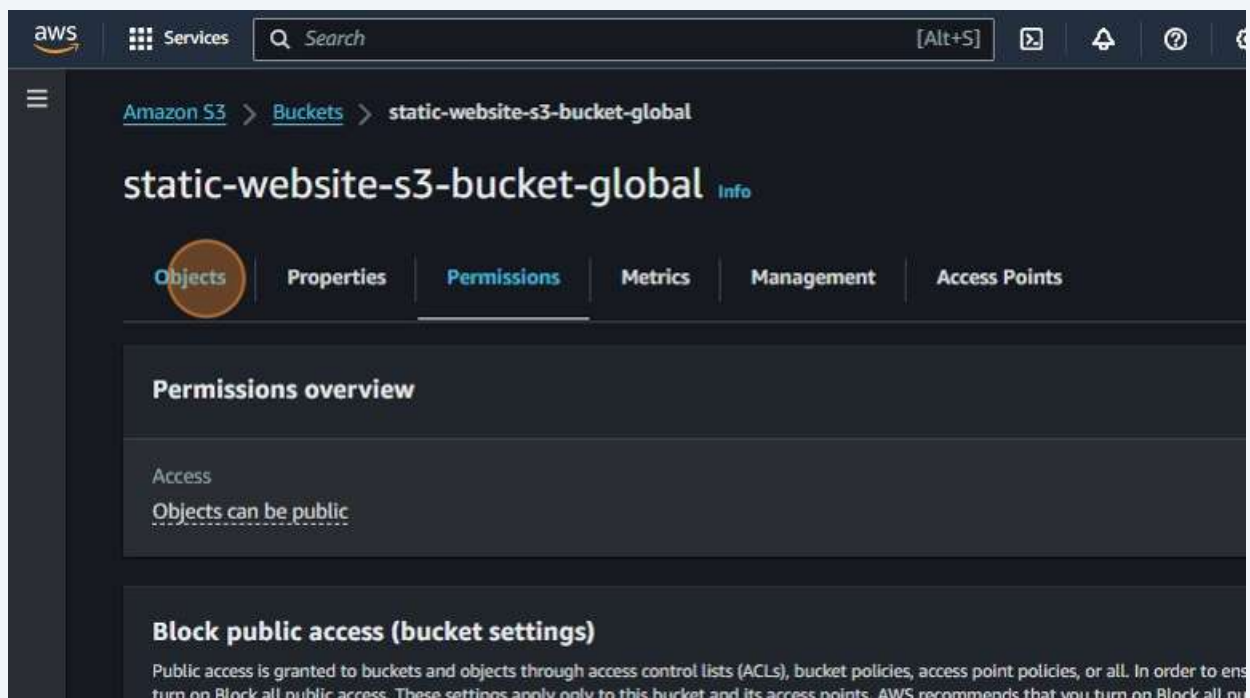 aws Services Search [Alt+S]
Amazon S3 > Buckets > static-website-s3-bucket-global
static-website-s3-bucket-global Info
Objects Properties Permissions Metrics Management Access Points
Permissions overview
Access
Objects can be public
Block public access (bucket settings)
Public access is granted to buckets and objects through access control lists (ACLs), bucket policies, access point policies, or all. In order to ens
turn on Block all public access. These settings apply only to this bucket and its access points. AWS recommends that you turn on Block all pu